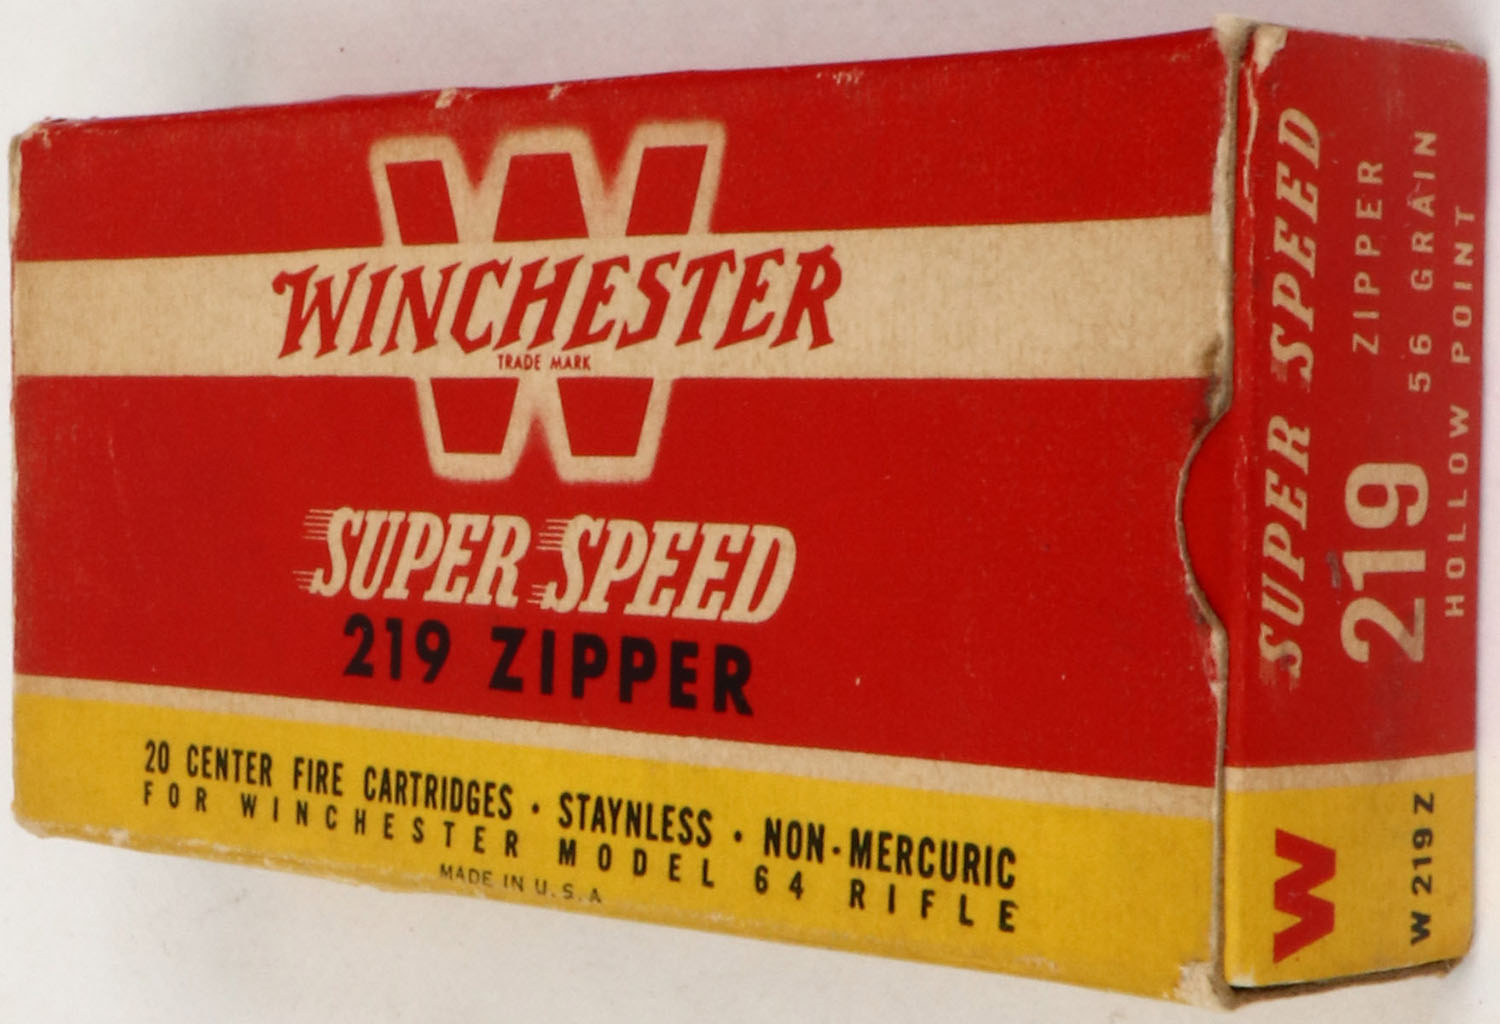 W
WINCHESTER
TRADE MARK
SUPER SPEED
219 ZIPPER
20 CENTER FIRE CARTRIDGES · STAYNLESS · NON-MERCURIC
FOR WINCHESTER MODEL 64 RIFLE
MADE IN U.S.A
SUPER SPEED
219 ZIPPER
56 GRAIN
HOLLOW POINT
W
W219Z